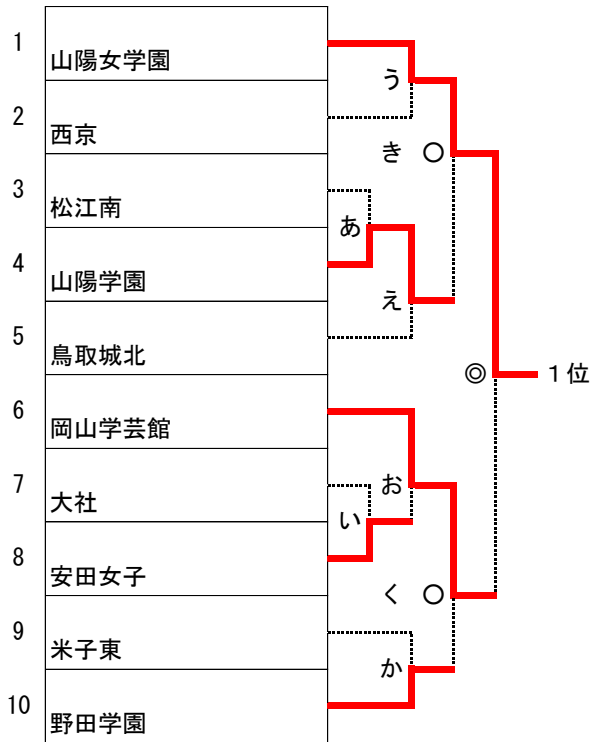 1 山陽女学園
う
2 西京
き ○
3 松江南
あ
4 山陽学園
え
5 鳥取城北
◎ 1位
6 岡山学芸館
7 大社
お
い
8 安田女子
く ○
9 米子東
か
10 野田学園